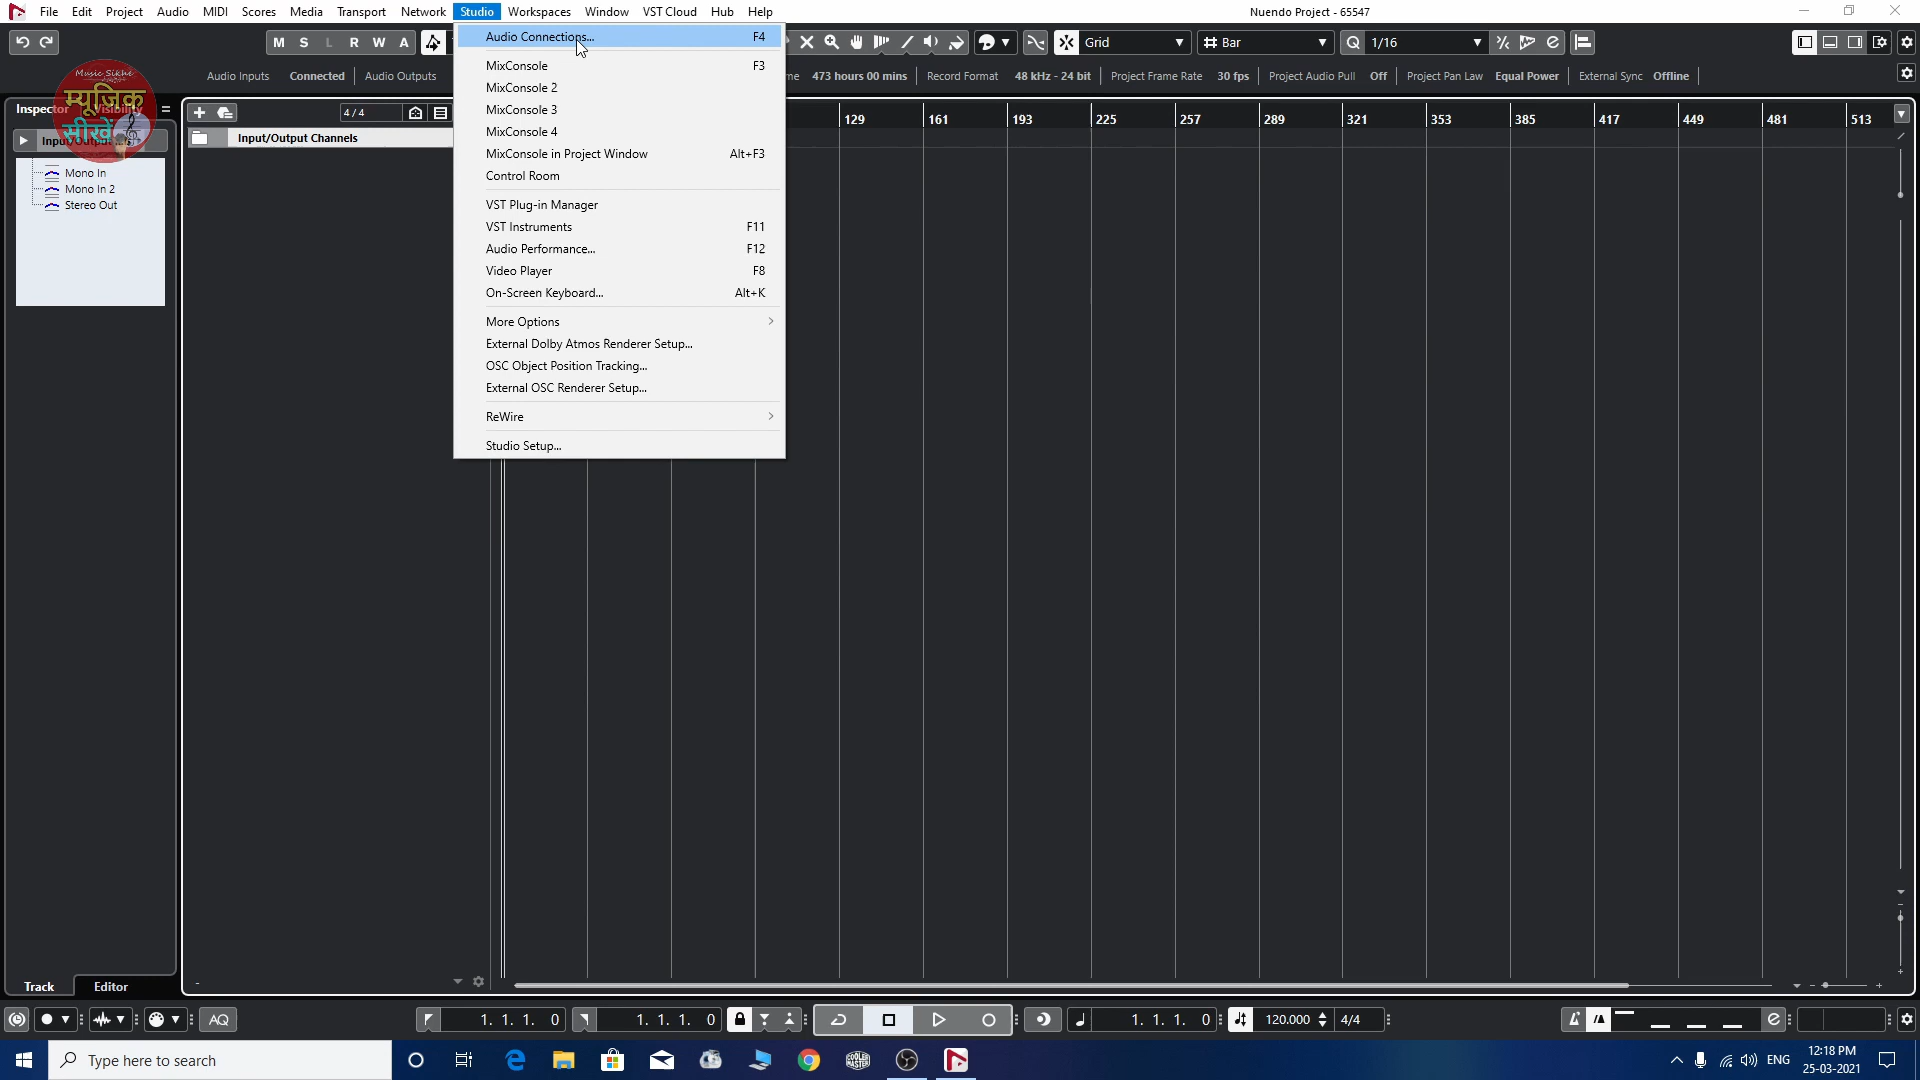 File Edit Project Audio MIDI Scores Media Transport Network Studio Workspaces Window VST Cloud Hub Help
Nuendo Project - 65547
M S L R W A
Grid
Bar
1/16
Audio Inputs Connected Audio Outputs
473 hours 00 mins Record Format 48 kHz - 24 bit Project Frame Rate 30 fps Project Audio Pull Off Project Pan Law Equal Power External Sync Offline
Audio Connections... F4
MixConsole F3
MixConsole 2
MixConsole 3
MixConsole 4
MixConsole in Project Window Alt+F3
Control Room
VST Plug-in Manager
VST Instruments F11
Audio Performance... F12
Video Player F8
On-Screen Keyboard... Alt+K
More Options
External Dolby Atmos Renderer Setup...
OSC Object Position Tracking...
External OSC Renderer Setup...
ReWire
Studio Setup...
Music Sikhe
म्यूजिक
सीखें
Inspector Visibility
4 / 4
129 161 193 225 257 289 321 353 385 417 449 481 513
Input/Output Channels
Mono In
Mono In 2
Stereo Out
Track Editor
AQ
1. 1. 1. 0
1. 1. 1. 0
1. 1. 1. 0
120.000
4/4
Type here to search
COOLER MASTER
ENG
12:18 PM
25-03-2021